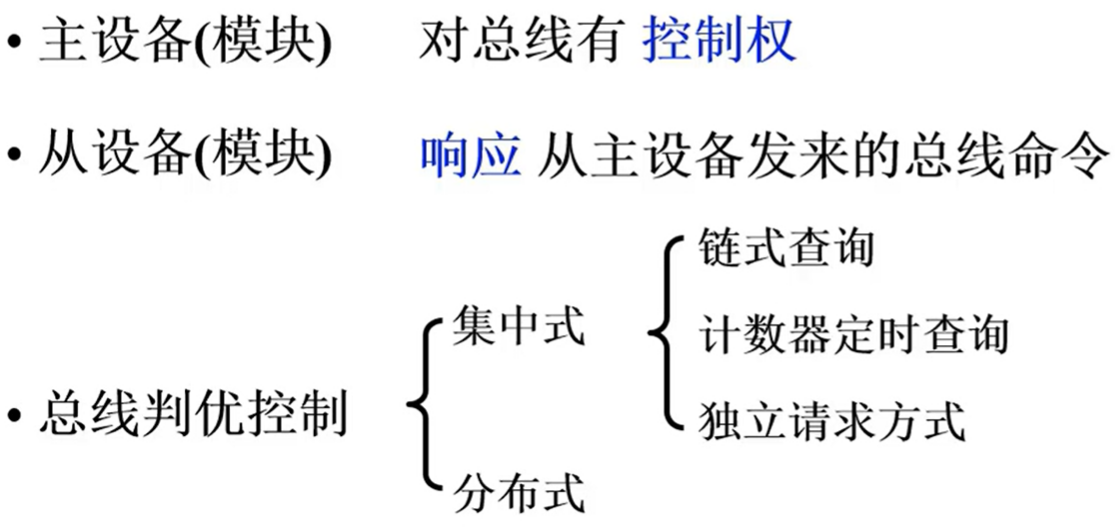 • 主设备(模块) 对总线有 控制权
• 从设备(模块) 响应 从主设备发来的总线命令
• 总线判优控制
集中式
链式查询
计数器定时查询
独立请求方式
分布式